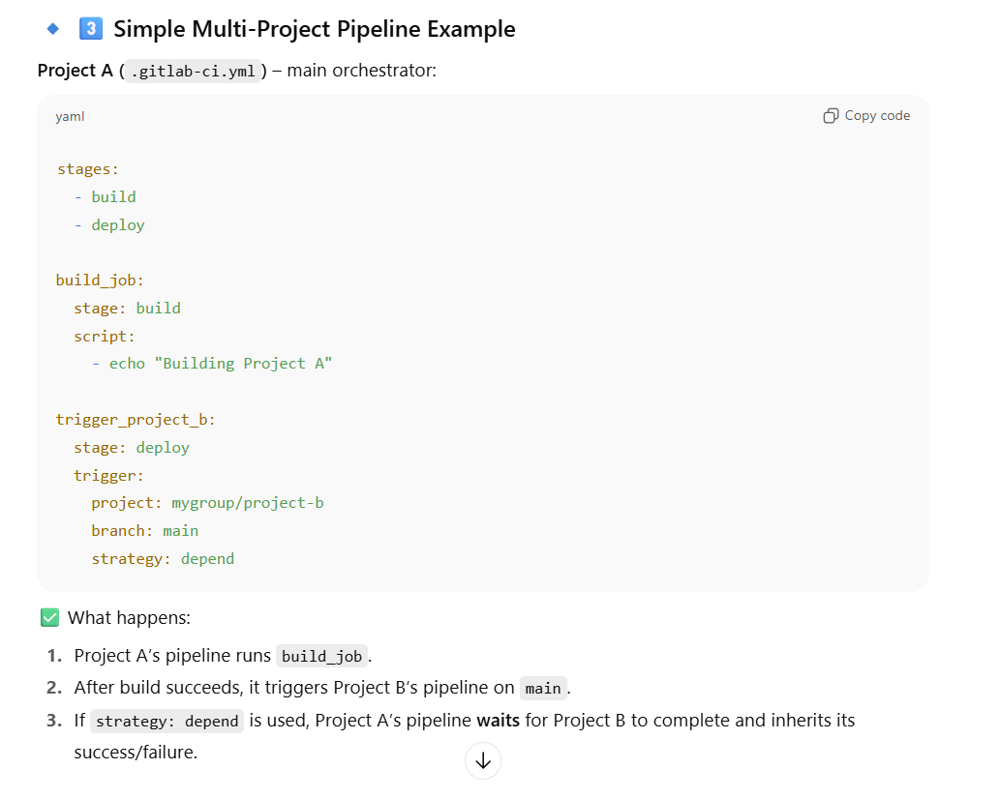 🔹 3️⃣ Simple Multi-Project Pipeline Example
Project A (.gitlab-ci.yml) – main orchestrator:
yaml
Copy code
stages:
  - build
  - deploy
build_job:
  stage: build
  script:
    - echo "Building Project A"
trigger_project_b:
  stage: deploy
  trigger:
    project: mygroup/project-b
    branch: main
    strategy: depend
✅ What happens:
1. Project A’s pipeline runs build_job.
2. After build succeeds, it triggers Project B’s pipeline on main.
3. If strategy: depend is used, Project A’s pipeline waits for Project B to complete and inherits its
success/failure.